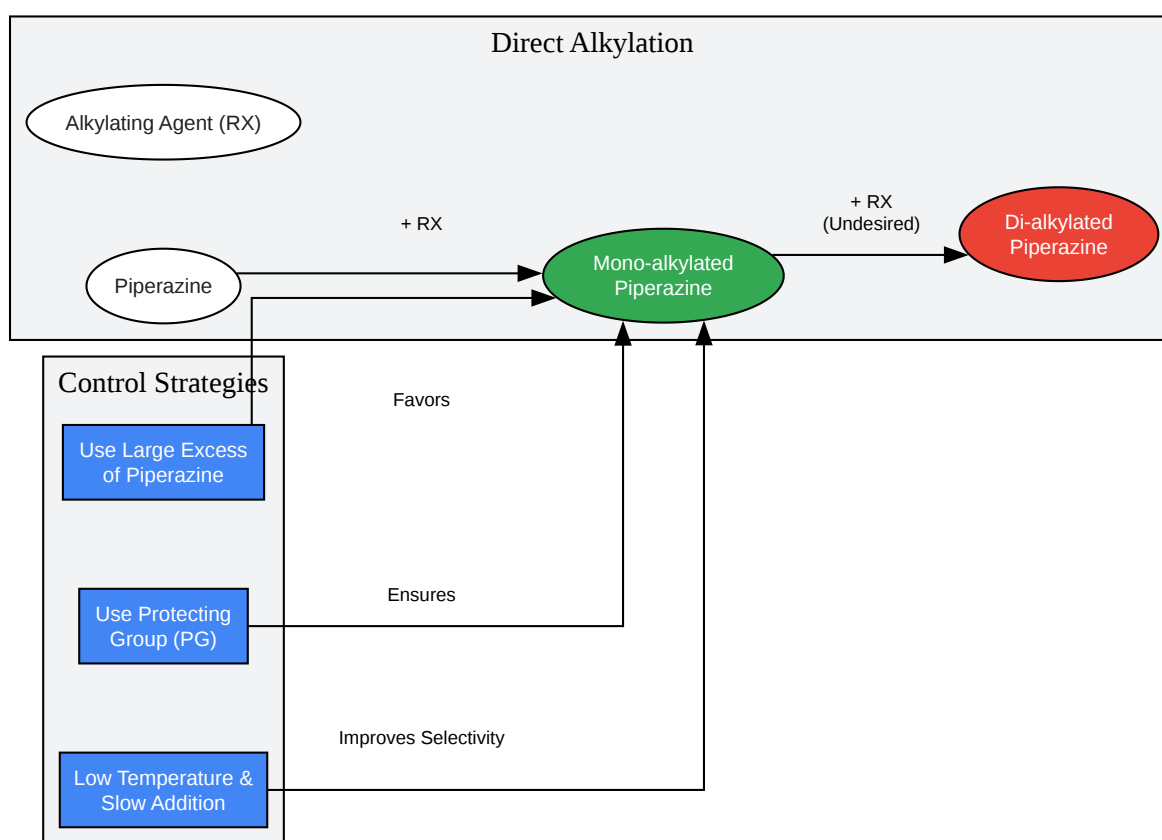 Direct Alkylation
Alkylating Agent (RX)
+ RX
(Undesired)
+ RX
Di-alkylated
Piperazine
Mono-alkylated
Piperazine
Piperazine
Control Strategies
Favors
Use Large Excess
of Piperazine
Ensures
Use Protecting
Group (PG)
Improves Selectivity
Low Temperature &
Slow Addition